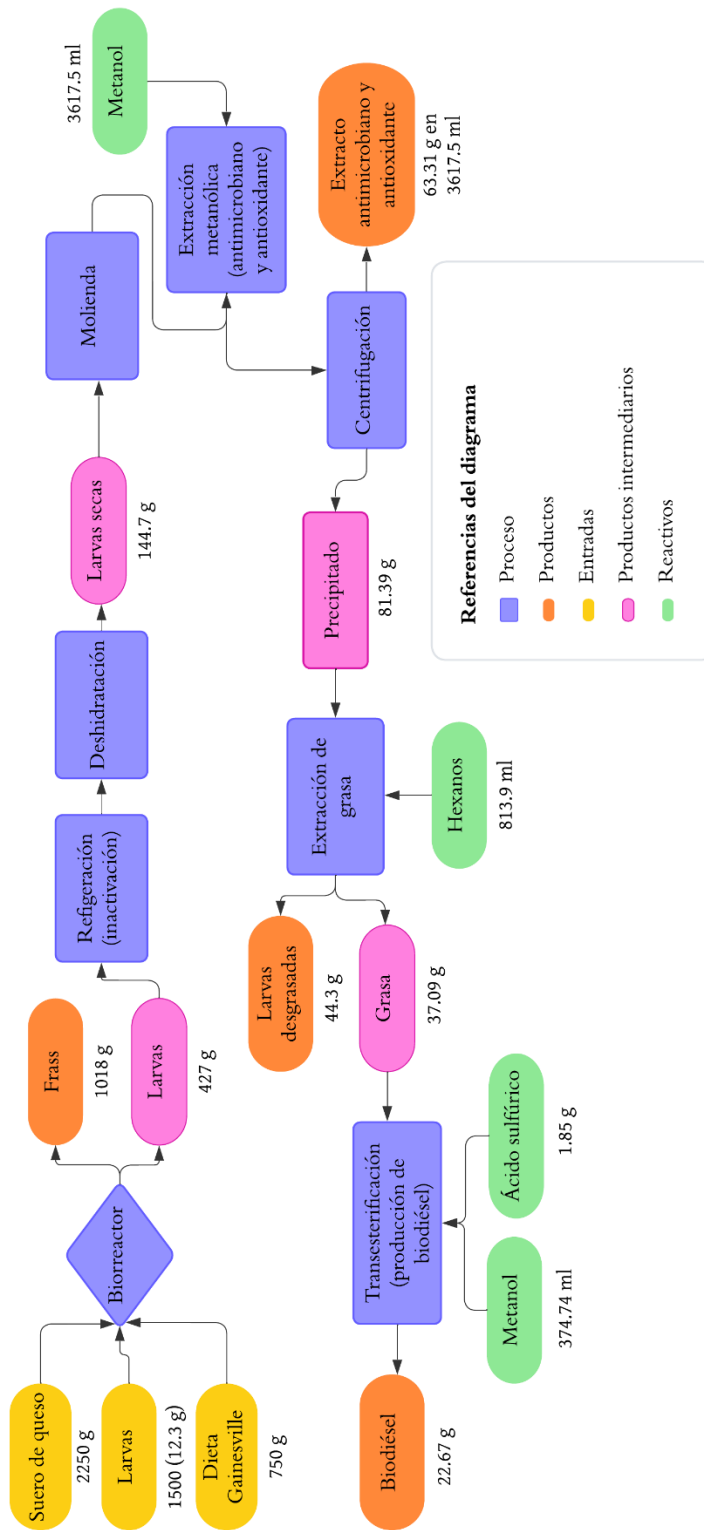 Suero de queso
2250 g
Larvas
1500 (12.3 g)
Dieta
Gainesville
750 g
Biorreactor
Frass
1018 g
Larvas
427 g
Refigeración
(inactivación)
Deshidratación
Larvas secas
144.7 g
Molienda
3617.5 ml
Metanol
Extracción
metanólica
(antimicrobiano
y antioxidante)
Centrifugación
Extracto
antimicrobiano y
antioxidante
63.31 g en
3617.5 ml
Precipitado
81.39 g
Extracción de
grasa
Hexanos
813.9 ml
Larvas
desgrasadas
44.3 g
Grasa
37.09 g
Transesterificación
(producción de
biodiésel)
Ácido sulfúrico
1.85 g
Metanol
374.74 ml
Biodiésel
22.67 g
Referencias del diagrama
Proceso
Productos
Entradas
Productos intermediarios
Reactivos